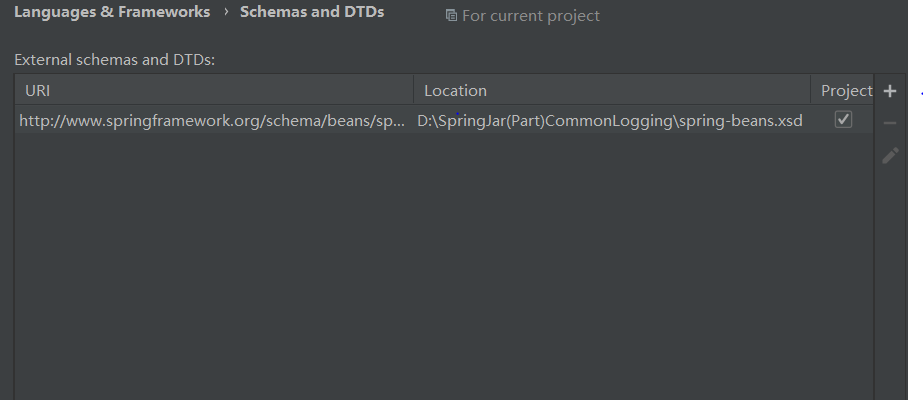 Languages & Frameworks › Schemas and DTDs For current project
External schemas and DTDs:
URI Location Project
http://www.springframework.org/schema/beans/sp... D:\SpringJar(Part)CommonLogging\spring-beans.xsd